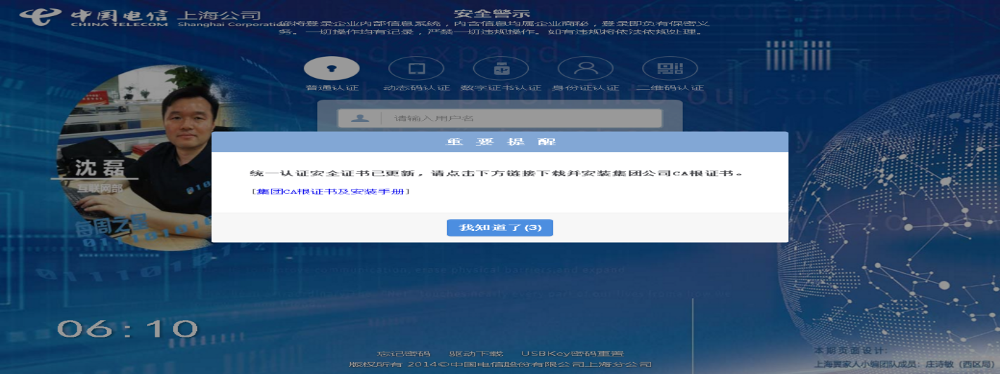 中国电信 上海公司
CHINA TELECOM Shanghai Corporati
安全警示
将登录企业内部信息系统，内含信息均属企业商秘，登录即负有保密义
务。一切操作均有记录，严禁一切违规操作。如有违规将依法依规处理。
and expand
普通认证 动态码认证 数字证书认证 身份证认证 二维码认证
请输入用户名
重要提醒
统一认证安全证书已更新，请点击下方链接下载并安装集团公司CA根证书。
[集团CA根证书及安装手册]
我知道了(3)
沈磊
互联网部
每周之星
communication, erase physical barriers and expand
06:10
忘记密码 驱动下载 USBKey密码重置
版权所有 2014©中国电信股份有限公司上海分公司
本期页面设计：
上海翼家人小编团队成员：庄诗敏（西区局）